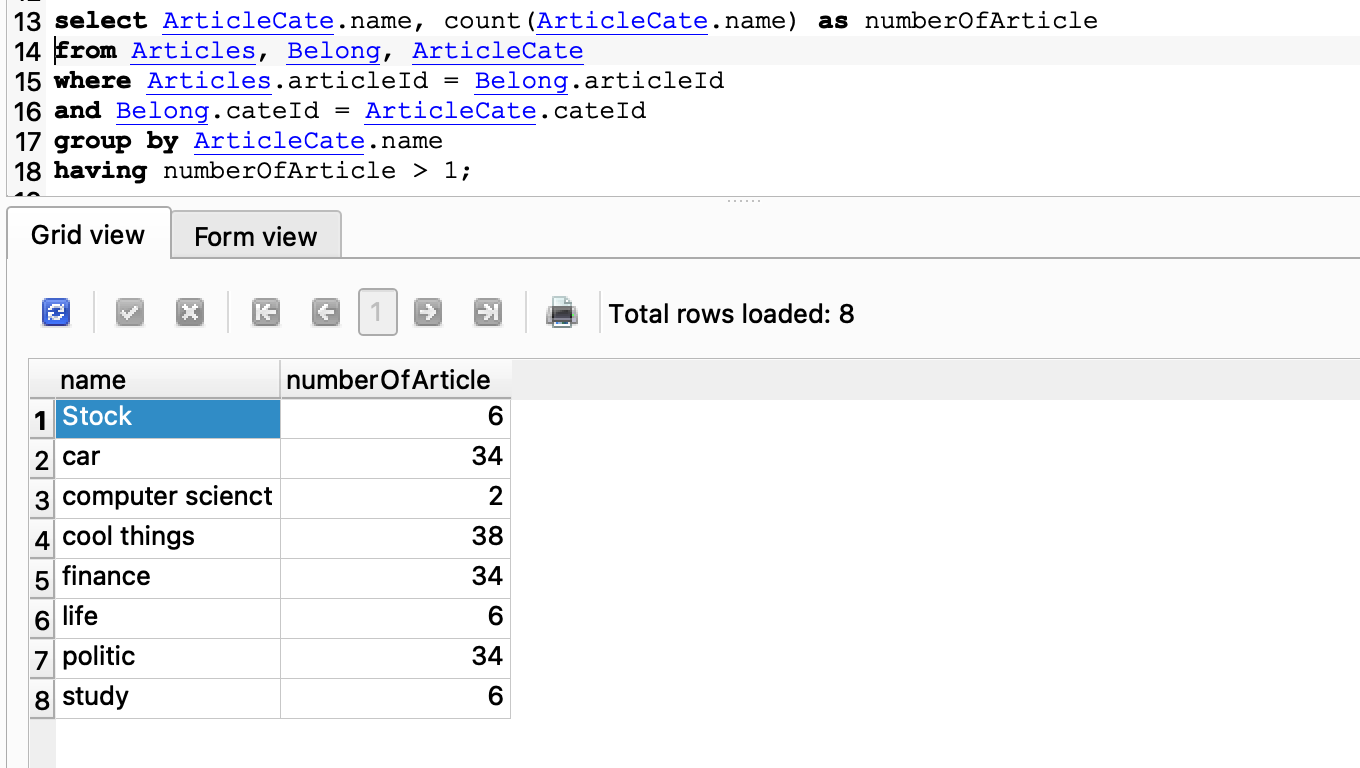 13 select ArticleCate.name, count(ArticleCate.name) as numberOfArticle
14 from Articles, Belong, ArticleCate
15 where Articles.articleId = Belong.articleId
16 and Belong.cateId = ArticleCate.cateId
17 group by ArticleCate.name
18 having numberOfArticle > 1;
Grid view Form view
1 Total rows loaded: 8
name numberOfArticle
1 Stock 6
2 car 34
3 computer scienct 2
4 cool things 38
5 finance 34
6 life 6
7 politic 34
8 study 6